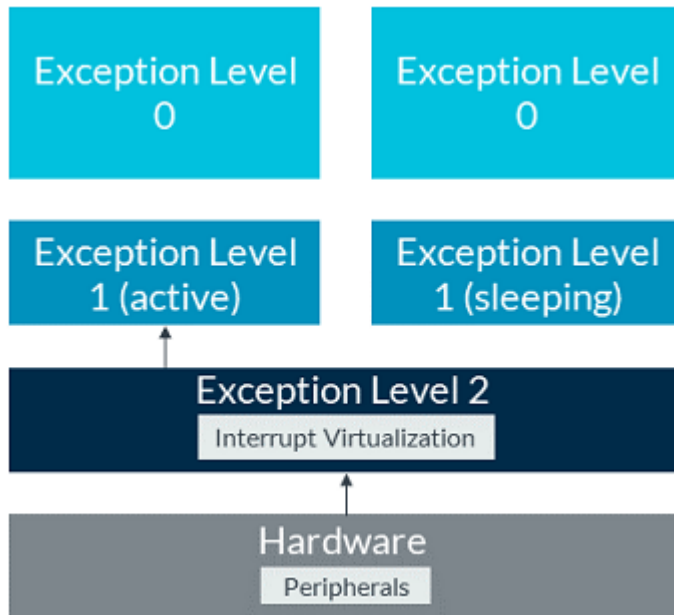 Exception Level
0
Exception Level
0
Exception Level
1 (active)
Exception Level
1 (sleeping)
Exception Level 2
Interrupt Virtualization
Hardware
Peripherals